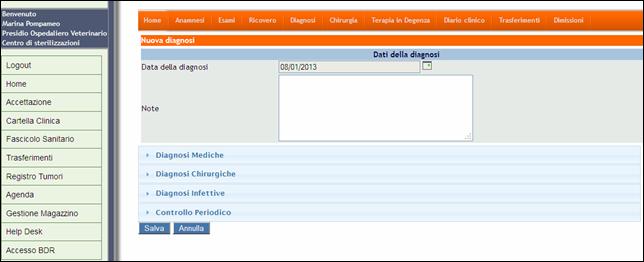 Benvenuto
Marina Pompameo
Presidio Ospedaliero Veterinario
Centro di sterilizzazioni
Logout
Home
Accettazione
Cartella Clinica
Fascicolo Sanitario
Trasferimenti
Registro Tumori
Agenda
Gestione Magazzino
Help Desk
Accesso BDR
Home Anamnesi Esami Ricovero Diagnosi Chirurgia Terapia in Degenza Diario clinico Trasferimenti Dimissioni
Nuova diagnosi
Dati della diagnosi
Data della diagnosi 08/01/2013
Note
Diagnosi Mediche
Diagnosi Chirurgiche
Diagnosi Infettive
Controllo Periodico
Salva Annulla